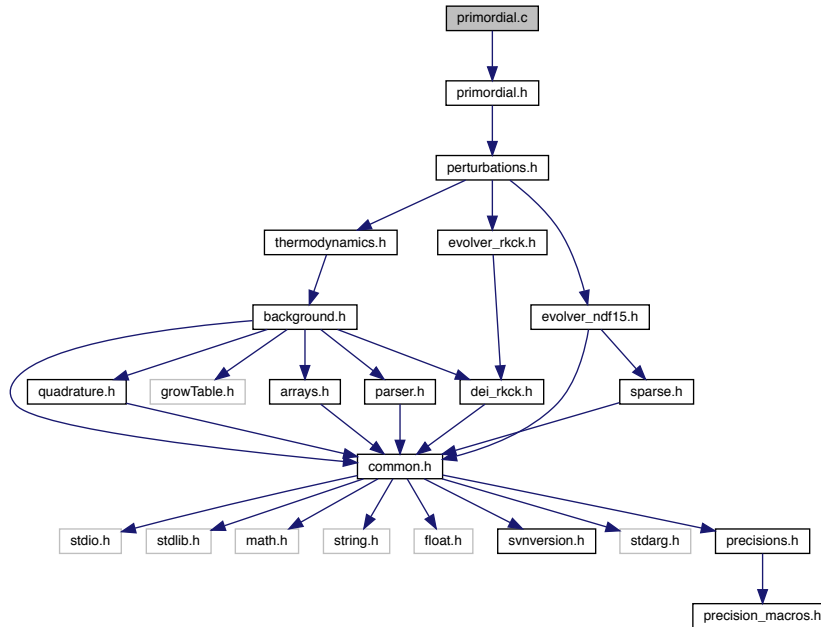 primordial.c
primordial.h
perturbations.h
thermodynamics.h
evolver_rkck.h
background.h
evolver_ndf15.h
quadrature.h
growTable.h
arrays.h
parser.h
dei_rkck.h
sparse.h
common.h
stdio.h
stdlib.h
math.h
string.h
float.h
svnversion.h
stdarg.h
precisions.h
precision_macros.h